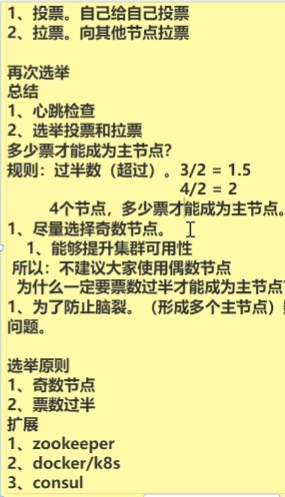 1、投票。自己给自己投票
2、拉票。向其他节点拉票
再次选举
总结
1、心跳检查
2、选举投票和拉票
多少票才能成为主节点?
规则：过半数（超过）。3/2 = 1.5
4/2 = 2
4个节点，多少票才能成为主节点。
1、尽量选择奇数节点。
1、能够提升集群可用性
所以：不建议大家使用偶数节点
为什么一定要票数过半才能成为主节点
1、为了防止脑裂。（形成多个主节点）
问题。
选举原则
1、奇数节点
2、票数过半
扩展
1、zookeeper
2、docker/k8s
3、consul